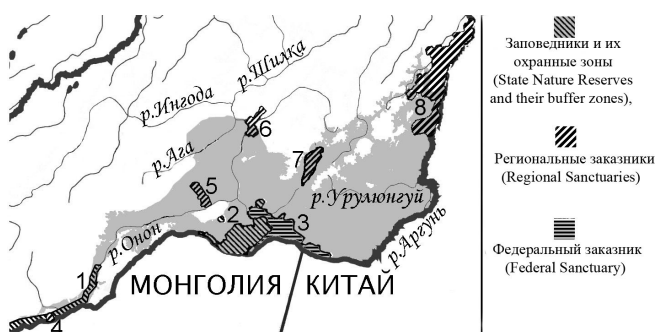 р.Шилка
р.Ингода
8
6
р.Ага
7
5
р.Урулюнгуй
2
3
р.Онон
р.Аргунь
1
МОНГОЛИЯ КИТАЙ
4
Заповедники и их
охранные зоны
(State Nature Reserves
and their buffer zones),
Региональные заказники
(Regional Sanctuaries)
Федеральный заказник
(Federal Sanctuary)